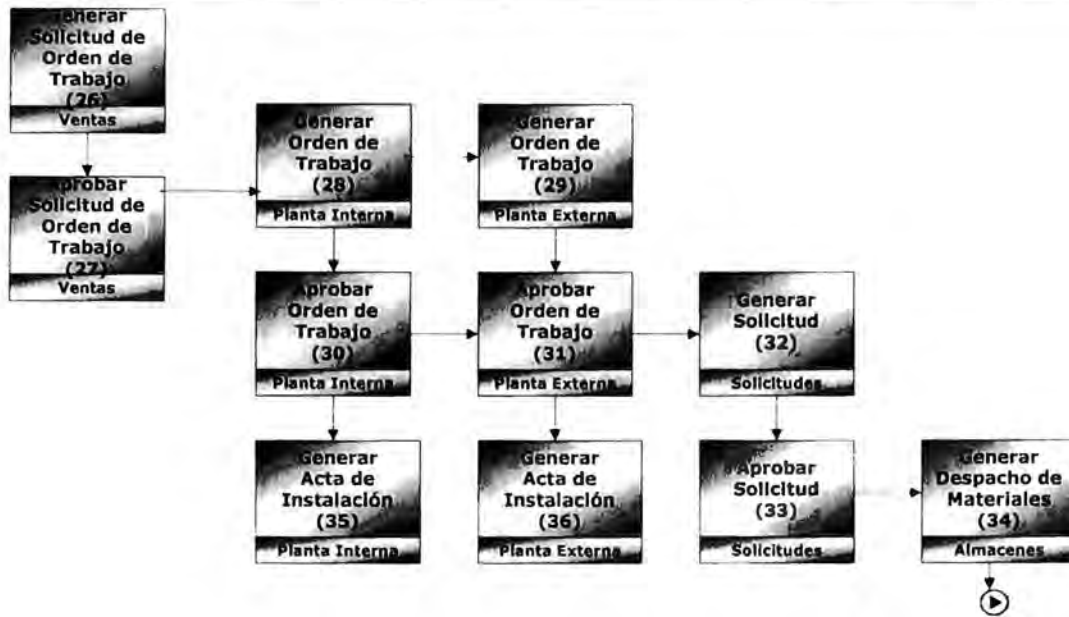 Generar
Solicitud de
Orden de
Trabajo
(26)
Ventas
Aprobar
Solicitud de
Orden de
Trabajo
(27)
Ventas
Generar
Orden de
Trabajo
(28)
Planta Interna
Generar
Orden de
Trabajo
(29)
Planta Externa
Aprobar
Orden de
Trabajo
(30)
Planta Interna
Aprobar
Orden de
Trabajo
(31)
Planta Externa
Generar
Solicitud
(32)
Solicitudes
Generar
Acta de
Instalación
(35)
Planta Interna
Generar
Acta de
Instalación
(36)
Planta Externa
Aprobar
Solicitud
(33)
Solicitudes
Generar
Despacho de
Materiales
(34)
Almacenes